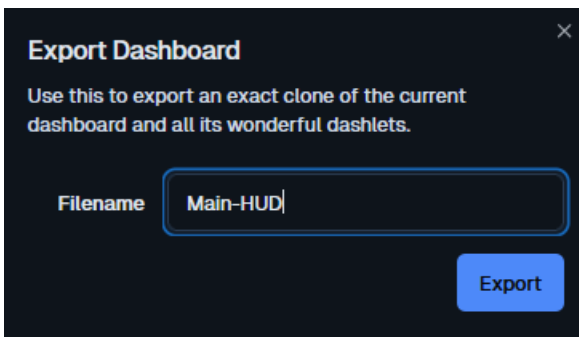 Export Dashboard
Use this to export an exact clone of the current
dashboard and all its wonderful dashlets.
Filename
Main-HUD
Export